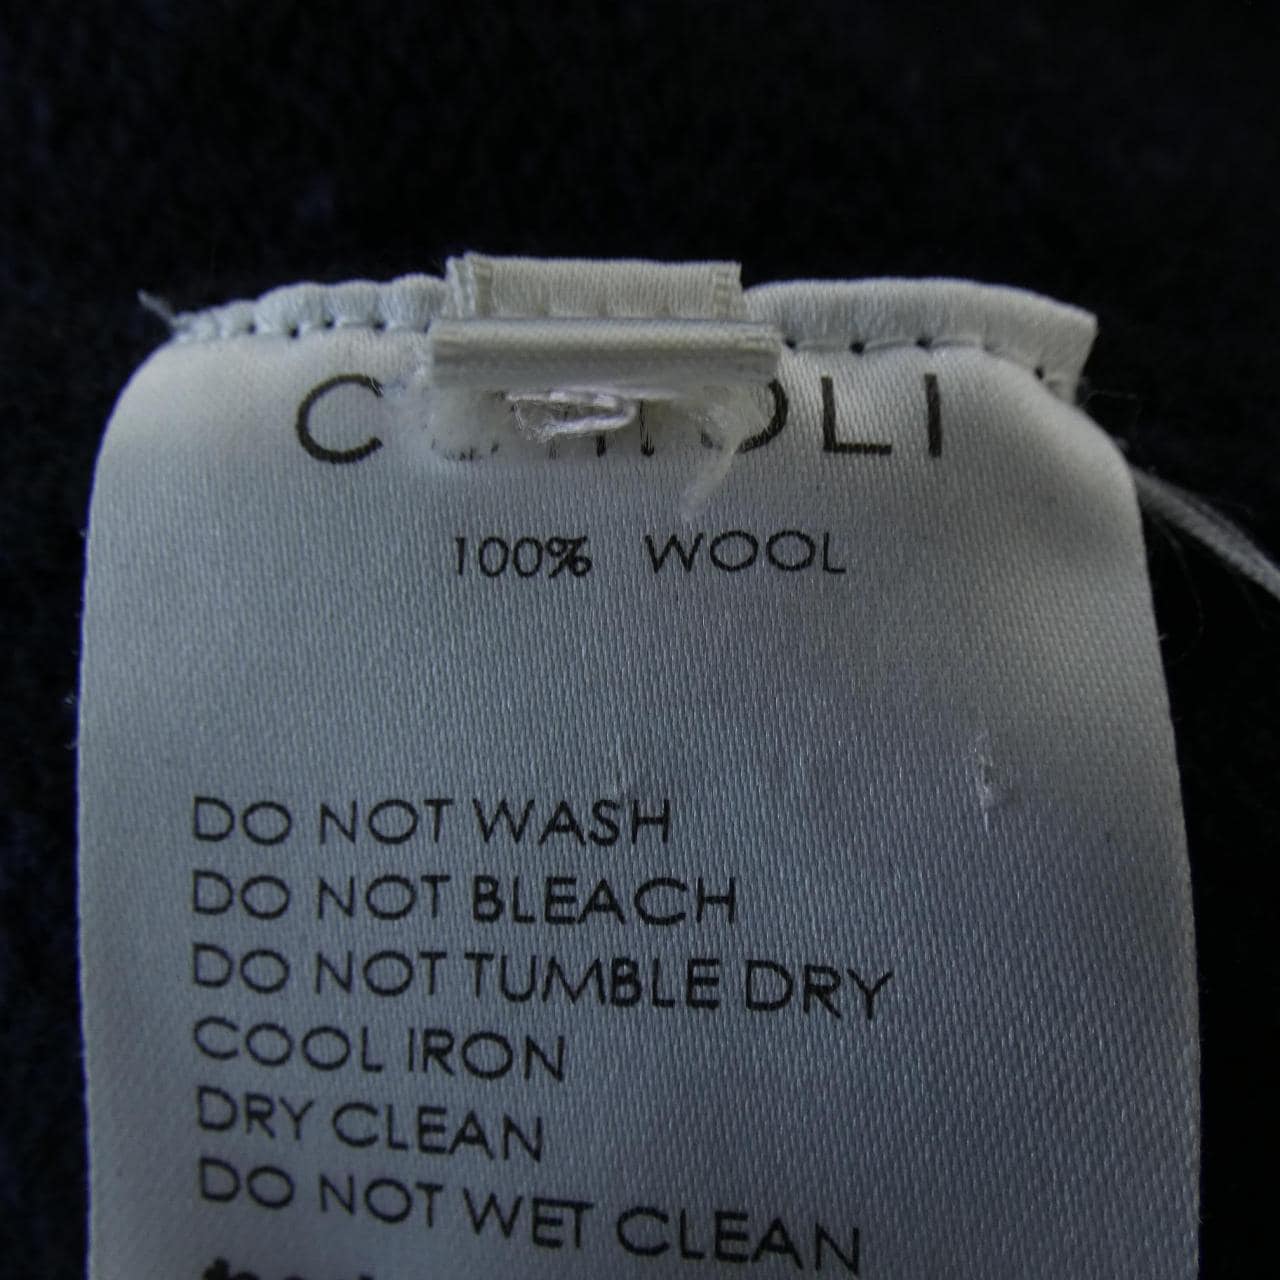 100% WOOL
DO NOT WASH
DO NOT BLEACH
DO NOT TUMBLE DRY
COOL IRON
DRY CLEAN
DO NOT WET CLEAN